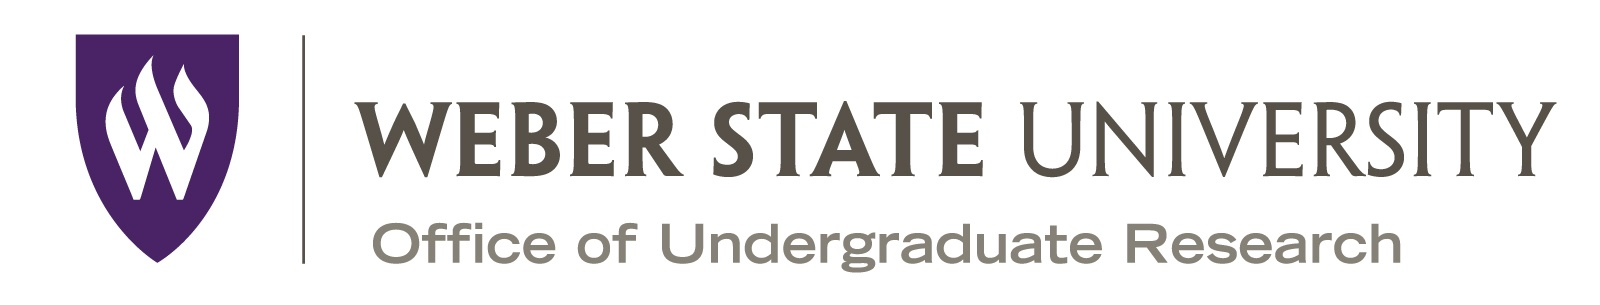 W
WEBER STATE UNIVERSITY
Office of Undergraduate Research